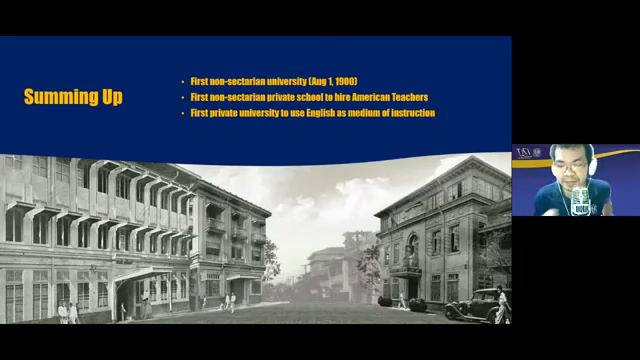 Summing Up
• First non-sectarian university (Aug 1, 1900)
• First non-sectarian private school to hire American Teachers
• First private university to use English as medium of instruction